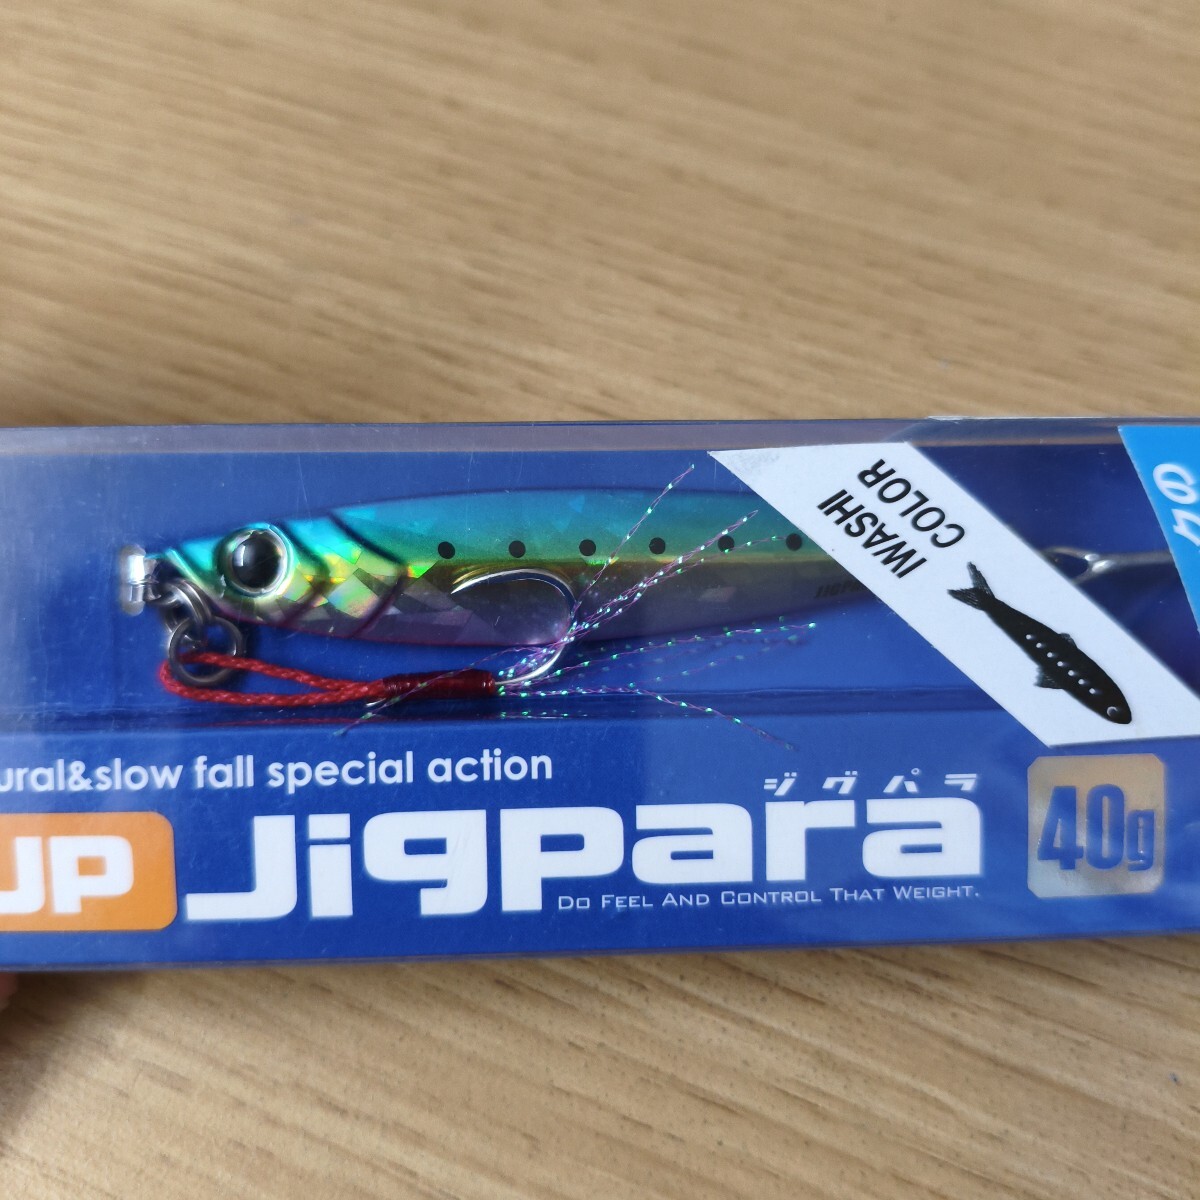 IWASHI
COLOR
JIGPA
ural&slow fall special action
ジグパラ
UP Jigpara 40g
DO FEEL AND CONTROL THAT WEIGHT.